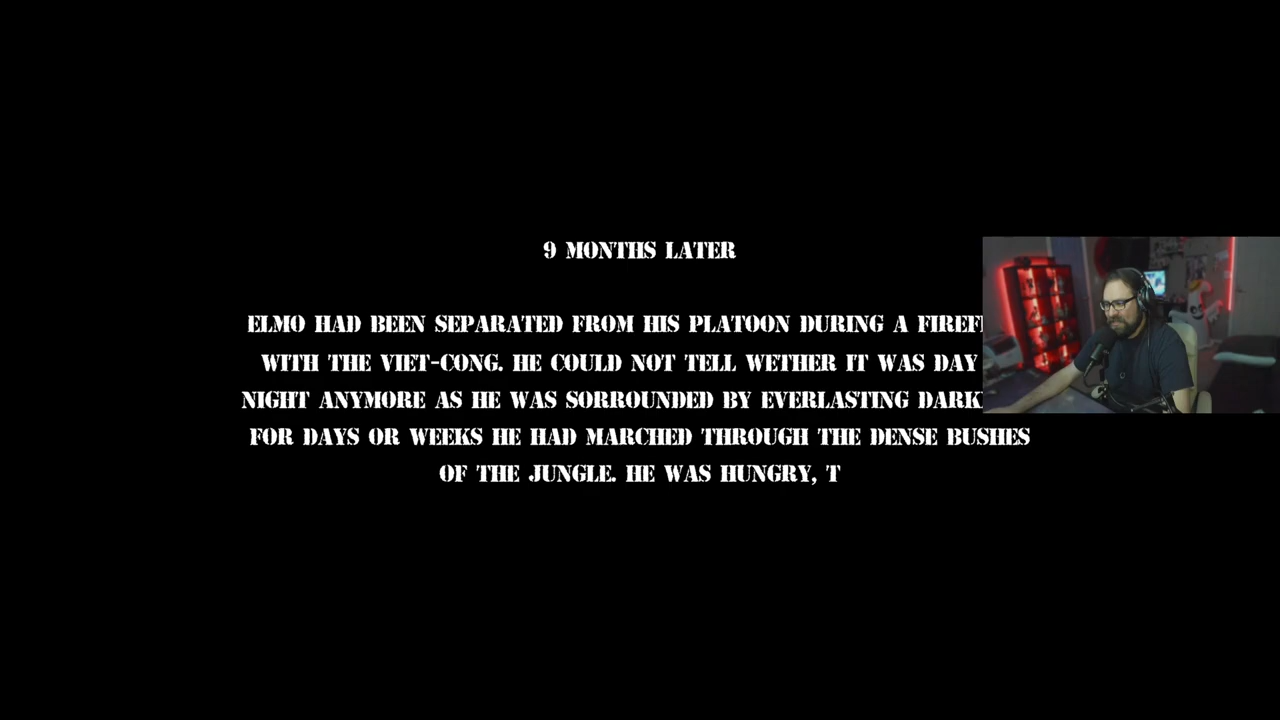 9 MONTHS LATER
ELMO HAD BEEN SEPARATED FROM HIS PLATOON DURING A
WITH THE VIET-CONG. HE COULD NOT TELL WETHER IT WAS DAY
NIGHT ANYMORE AS HE WAS SORROUNDED BY EVERLASTING
FOR DAYS OR WEEKS HE HAD MARCHED THROUGH THE DENSE BUSHES
OF THE JUNGLE. HE WAS HUNGRY, T